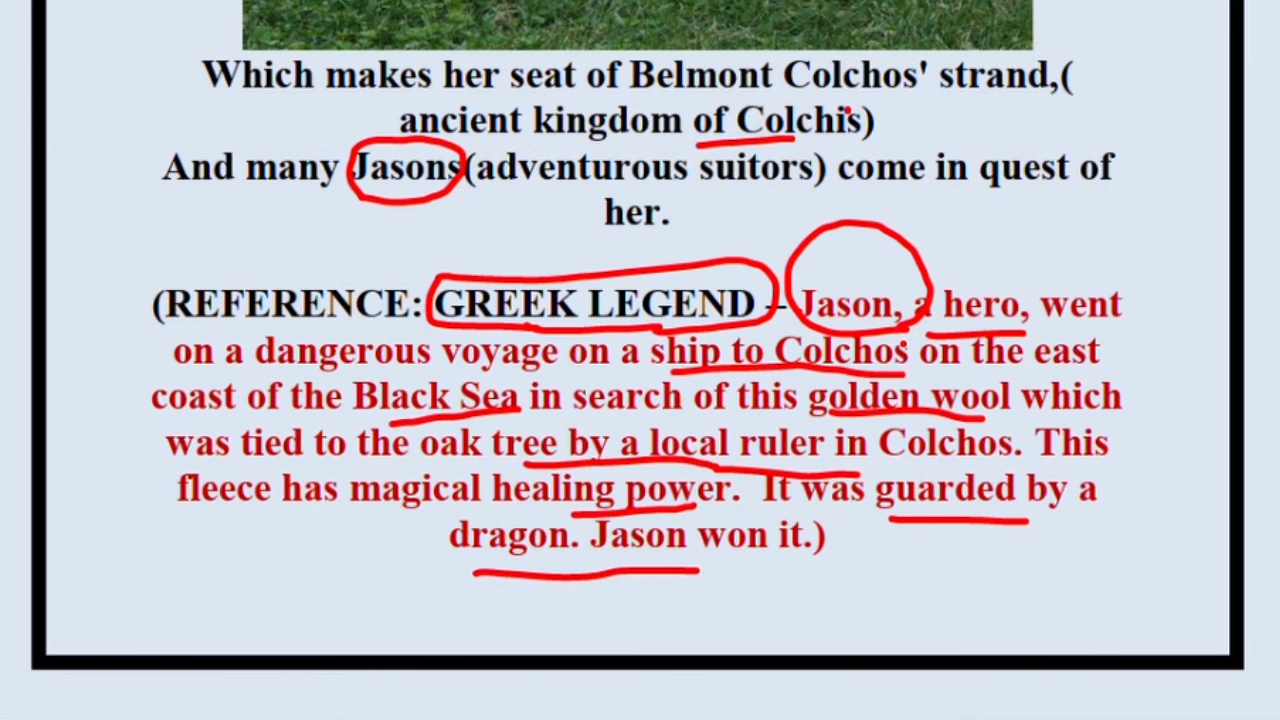 Which makes her seat of Belmont Colchos' strand,(
ancient kingdom of Colchis)
And many Jasons(adventurous suitors) come in quest of
her.
(REFERENCE: GREEK LEGEND – Jason, a hero, went
on a dangerous voyage on a ship to Colchos on the east
coast of the Black Sea in search of this golden wool which
was tied to the oak tree by a local ruler in Colchos. This
fleece has magical healing power. It was guarded by a
dragon. Jason won it.)